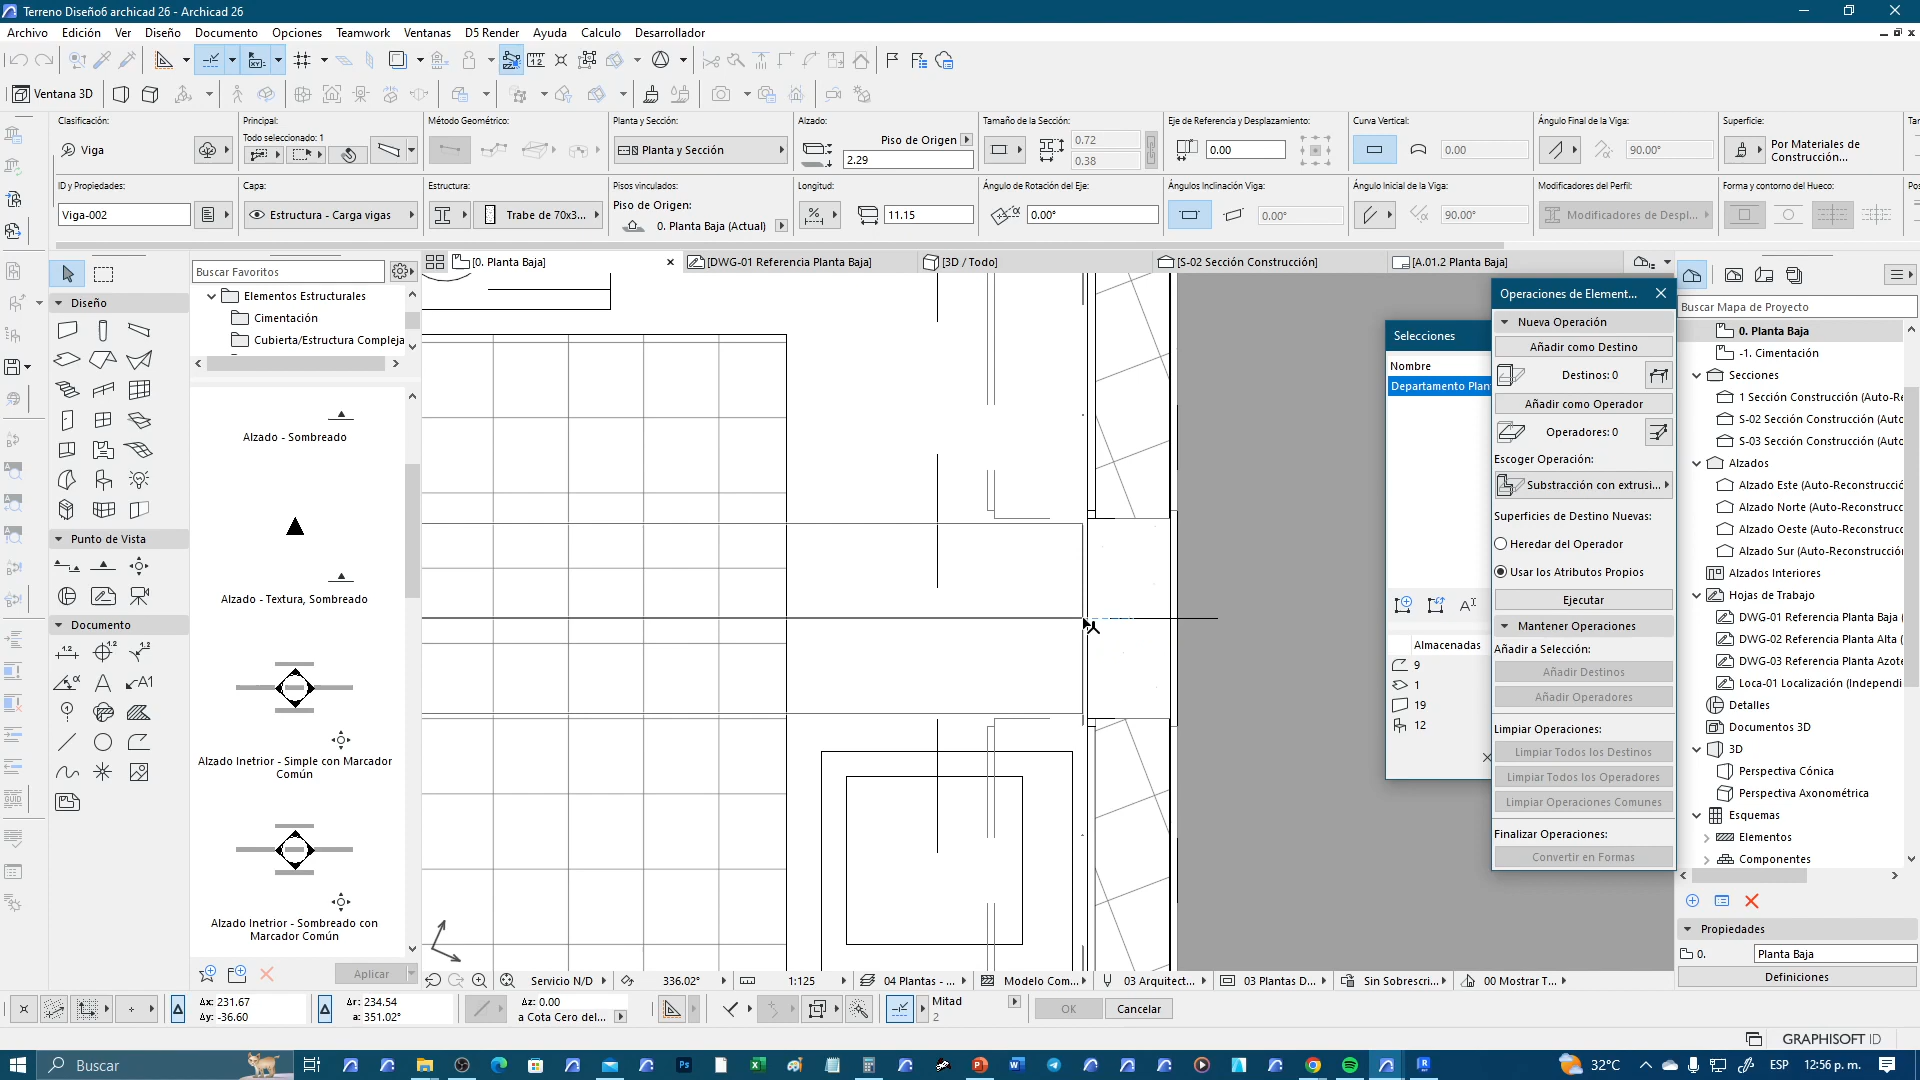 Terreno Diseño6 archicad 26 - Archicad 26
Archivo Edición Ver Diseño Documento Opciones Teamwork Ventanas D5 Render Ayuda Calculo Desarrollador
Ventana 3D
Clasificación: Principal: Método Geométrico: Planta y Sección: Alzado: Tamaño de la Sección: Eje de Referencia y Desplazamiento: Curva Vertical: Ángulo Final de la Viga: Superficie:
Todo seleccionado: 1
Piso de Origen
Viga Planta y Sección 2.29 0.72 0.38 0.00 0.00 90.00° Por Materiales de Construcción...
ID y Propiedades: Capa: Estructura: Pisos vinculados: Longitud: Ángulo de Rotación del Eje: Ángulos Inclinación Viga: Ángulo Inicial de la Viga: Modificadores del Perfil: Forma y contorno del Hueco:
Piso de Origen:
Viga-002 Estructura - Carga vigas Trabe de 70x3... 0. Planta Baja (Actual) 11.15 0.00° 0.00° 90.00° Modificadores de Despl...
[0. Planta Baja] [DWG-01 Referencia Planta Baja] [3D / Todo] [S-02 Sección Construcción] [A.01.2 Planta Baja]
Diseño
Punto de Vista
Documento
Buscar Favoritos
Elementos Estructurales
Cimentación
Cubierta/Estructura Compleja
Alzado - Sombreado
Alzado - Textura, Sombreado
Alzado Inetrior - Simple con Marcador Común
Alzado Inetrior - Sombreado con Marcador Común
Aplicar
Selecciones
Nombre
Departamento Plan
Almacenadas
9
1
19
12
Operaciones de Element...
Nueva Operación
Añadir como Destino
Destinos: 0
Añadir como Operador
Operadores: 0
Escoger Operación:
Substracción con extrusi...
Superficies de Destino Nuevas:
Heredar del Operador
Usar los Atributos Propios
Ejecutar
Mantener Operaciones
Añadir a Selección:
Añadir Destinos
Añadir Operadores
Limpiar Operaciones:
Limpiar Todos los Destinos
Limpiar Todos los Operadores
Limpiar Operaciones Comunes
Finalizar Operaciones:
Convertir en Formas
Buscar Mapa de Proyecto
0. Planta Baja
-1. Cimentación
Secciones
1 Sección Construcción (Auto-Re
S-02 Sección Construcción (Auto
S-03 Sección Construcción (Auto
Alzados
Alzado Este (Auto-Reconstrucció
Alzado Norte (Auto-Reconstrucc
Alzado Oeste (Auto-Reconstrucc
Alzado Sur (Auto-Reconstrucción
Alzados Interiores
Hojas de Trabajo
DWG-01 Referencia Planta Baja (
DWG-02 Referencia Planta Alta (
DWG-03 Referencia Planta Azote
Loca-01 Localización (Independi
Detalles
Documentos 3D
3D
Perspectiva Cónica
Perspectiva Axonométrica
Esquemas
Elementos
Componentes
Propiedades
0. Planta Baja
Definiciones
Servicio N/D 336.02° 1:125 04 Plantas - ... Modelo Com... 03 Arquitect... 03 Plantas D... Sin Sobrescri... 00 Mostrar T...
Δx: 231.67 Δr: 234.54 Δz: 0.00 Mitad
Δy: -36.60 a: 351.02° a Cota Cero del... 2 OK Cancelar
GRAPHISOFT ID
Buscar 32°C ESP 12:56 p. m.